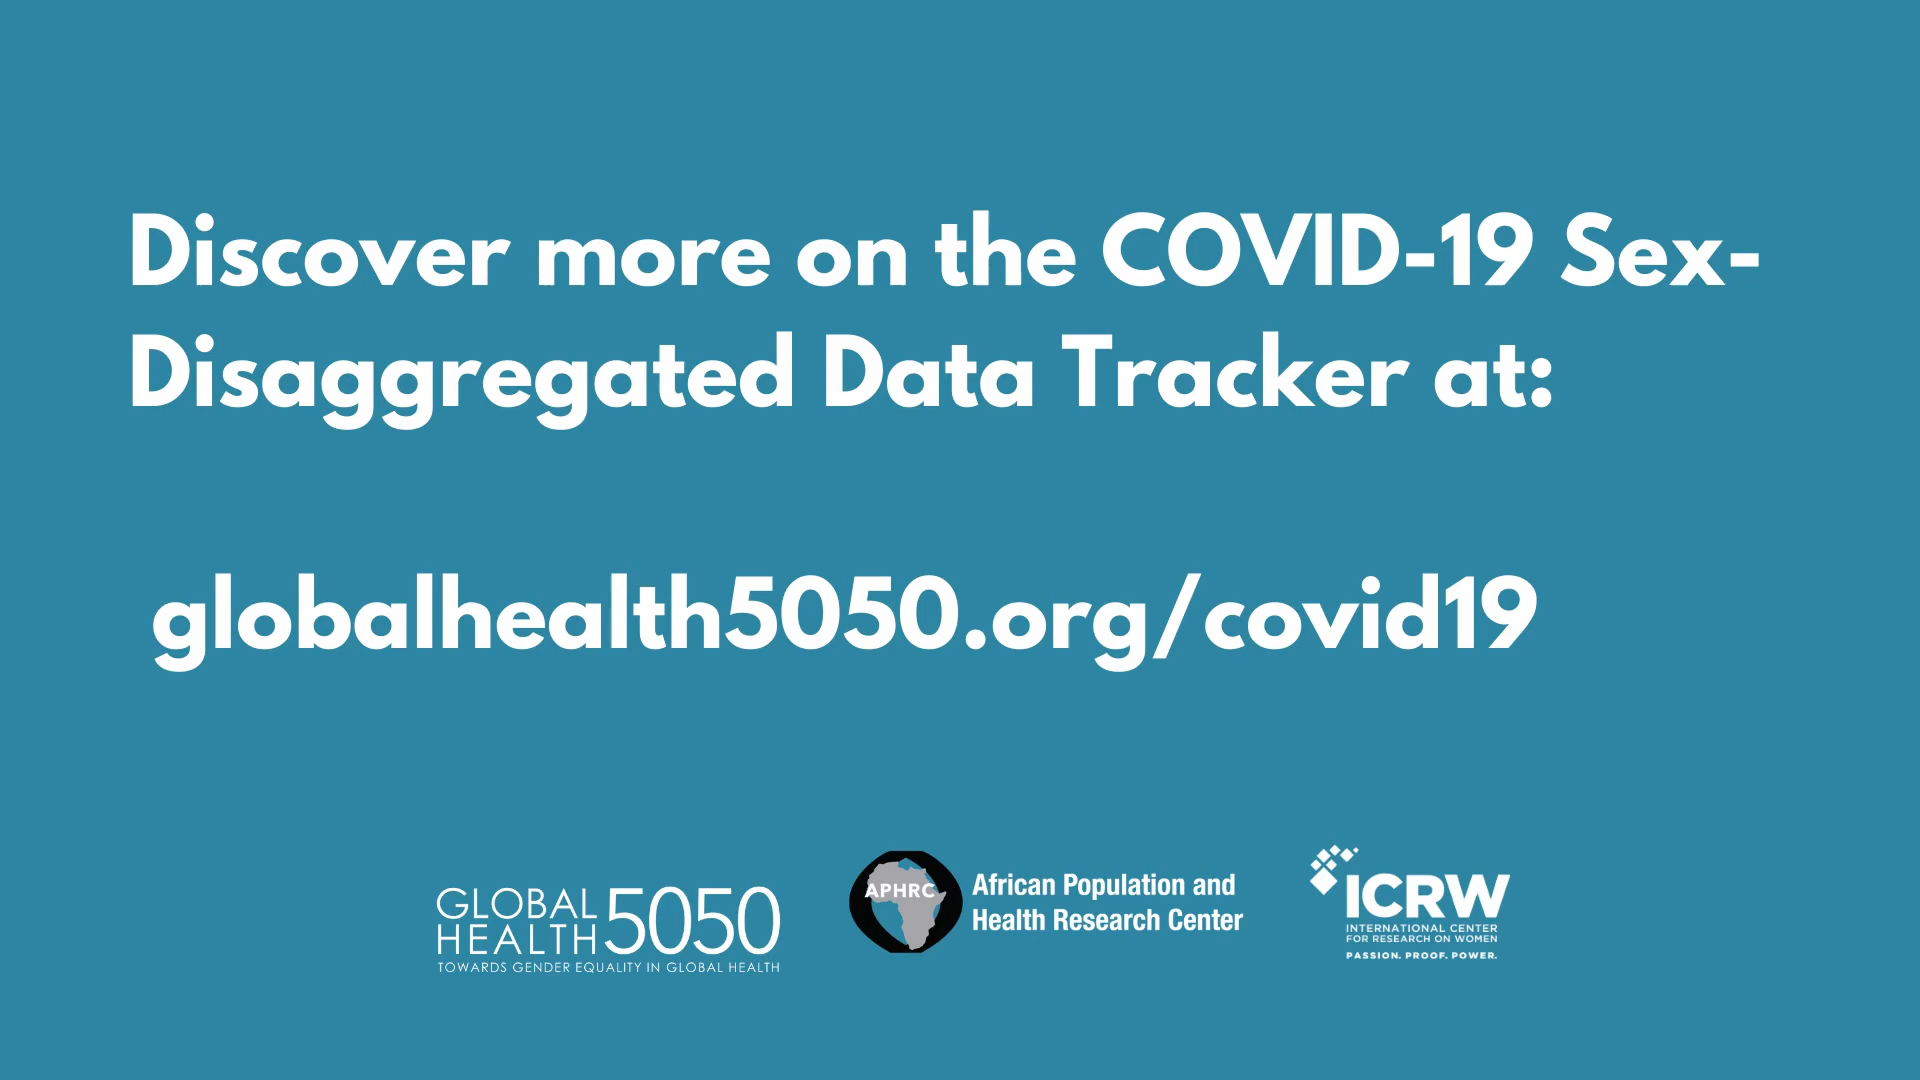 Discover more on the COVID-19 Sex-
Disaggregated Data Tracker at:
globalhealth5050.org/covid19
GLOBAL
HEALTH 5050
TOWARDS GENDER EQUALITY IN GLOBAL HEALTH
APHRC
African Population and
Health Research Center
ICRW
INTERNATIONAL CENTER
FOR RESEARCH ON WOMEN
PASSION. PROOF. POWER.